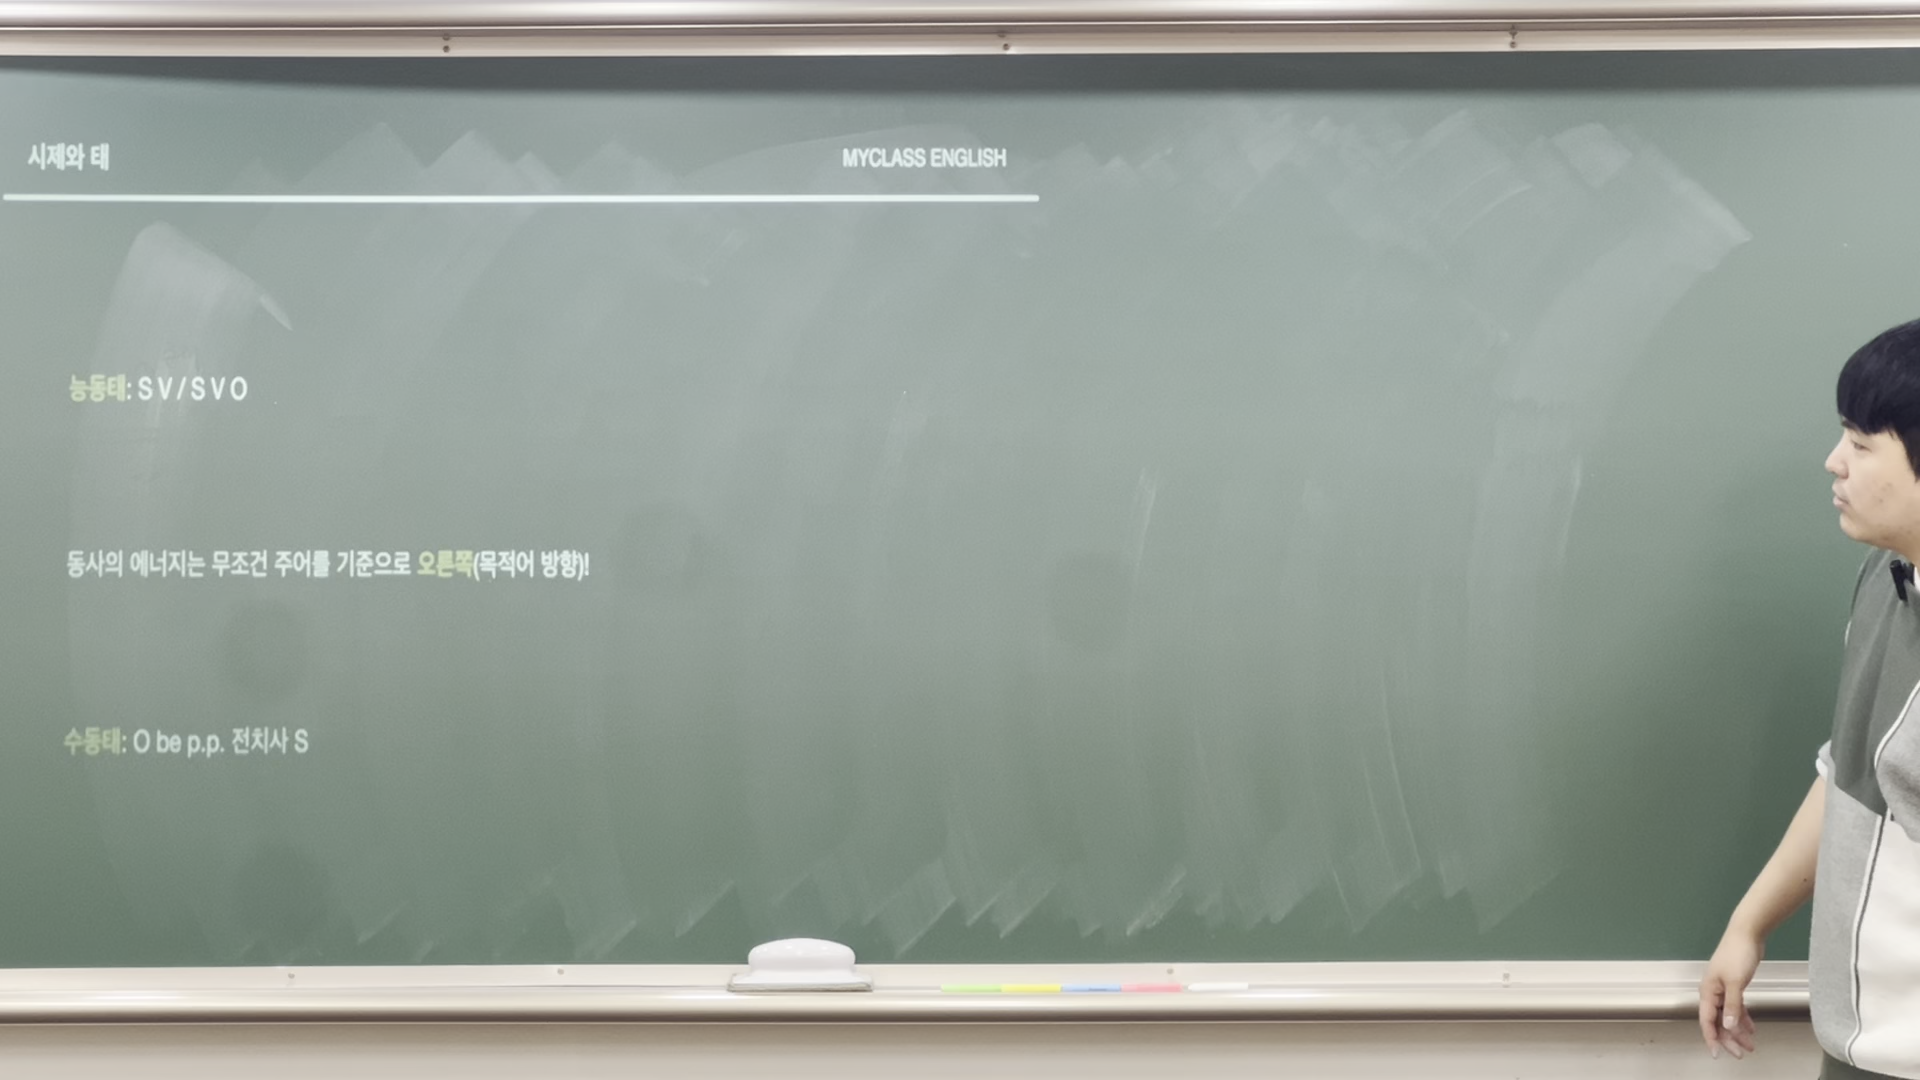 시제와 태
MYCLASS ENGLISH
능동태: S V / S V O
동사의 에너지는 무조건 주어를 기준으로 오른쪽(목적어 방향)!
수동태: O be p.p. 전치사 S